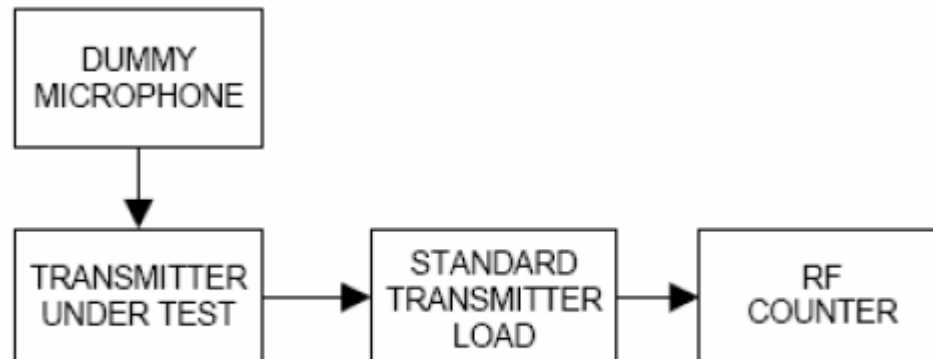 DUMMY
MICROPHONE
TRANSMITTER
UNDER TEST
STANDARD
TRANSMITTER
LOAD
RF
COUNTER